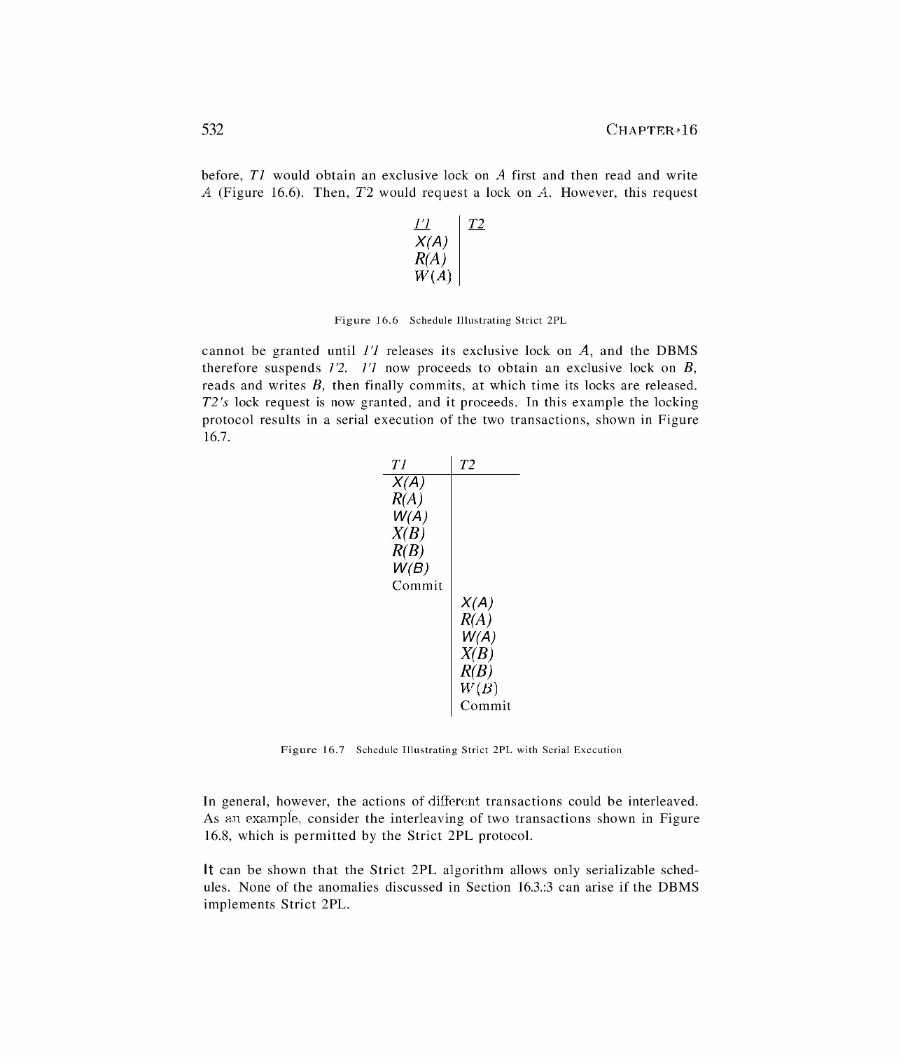 532 CHAPTER 16
before, T1 would obtain an exclusive lock on A first and then read and write
A (Figure 16.6). Then, T2 would request a lock on A. However, this request
1'1 T2
X(A)
R(A)
W(A)
Figure 16.6 Schedule Illustrating Strict 2PL
cannot be granted until 1'1 releases its exclusive lock on A, and the DBMS
therefore suspends 1'2. 1'1 now proceeds to obtain an exclusive lock on B,
reads and writes B, then finally commits, at which time its locks are released.
T2's lock request is now granted, and it proceeds. In this example the locking
protocol results in a serial execution of the two transactions, shown in Figure
16.7.
T1 T2
X(A)
R(A)
W(A)
X(B)
R(B)
W(B)
Commit
X(A)
R(A)
W(A)
X(B)
R(B)
W(B)
Commit
Figure 16.7 Schedule Illustrating Strict 2PL with Serial Execution
In general, however, the actions of different transactions could be interleaved.
As an example, consider the interleaving of two transactions shown in Figure
16.8, which is permitted by the Strict 2PL protocol.
It can be shown that the Strict 2PL algorithm allows only serializable sched-
ules. None of the anomalies discussed in Section 16.3.:3 can arise if the DBMS
implements Strict 2PL.